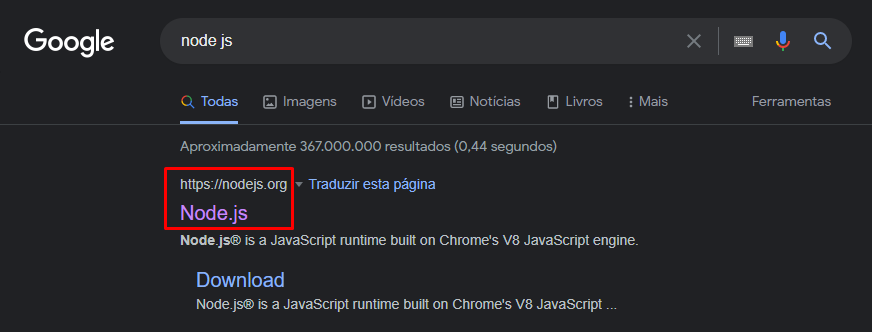 Google
node js
Todas
Imagens
Vídeos
Notícias
Livros
Mais
Ferramentas
Aproximadamente 367.000.000 resultados (0,44 segundos)
https://nodejs.org
Traduzir esta página
Node.js
Node.js® is a JavaScript runtime built on Chrome's V8 JavaScript engine.
Download
Node.js® is a JavaScript runtime built on Chrome's V8 JavaScript ...